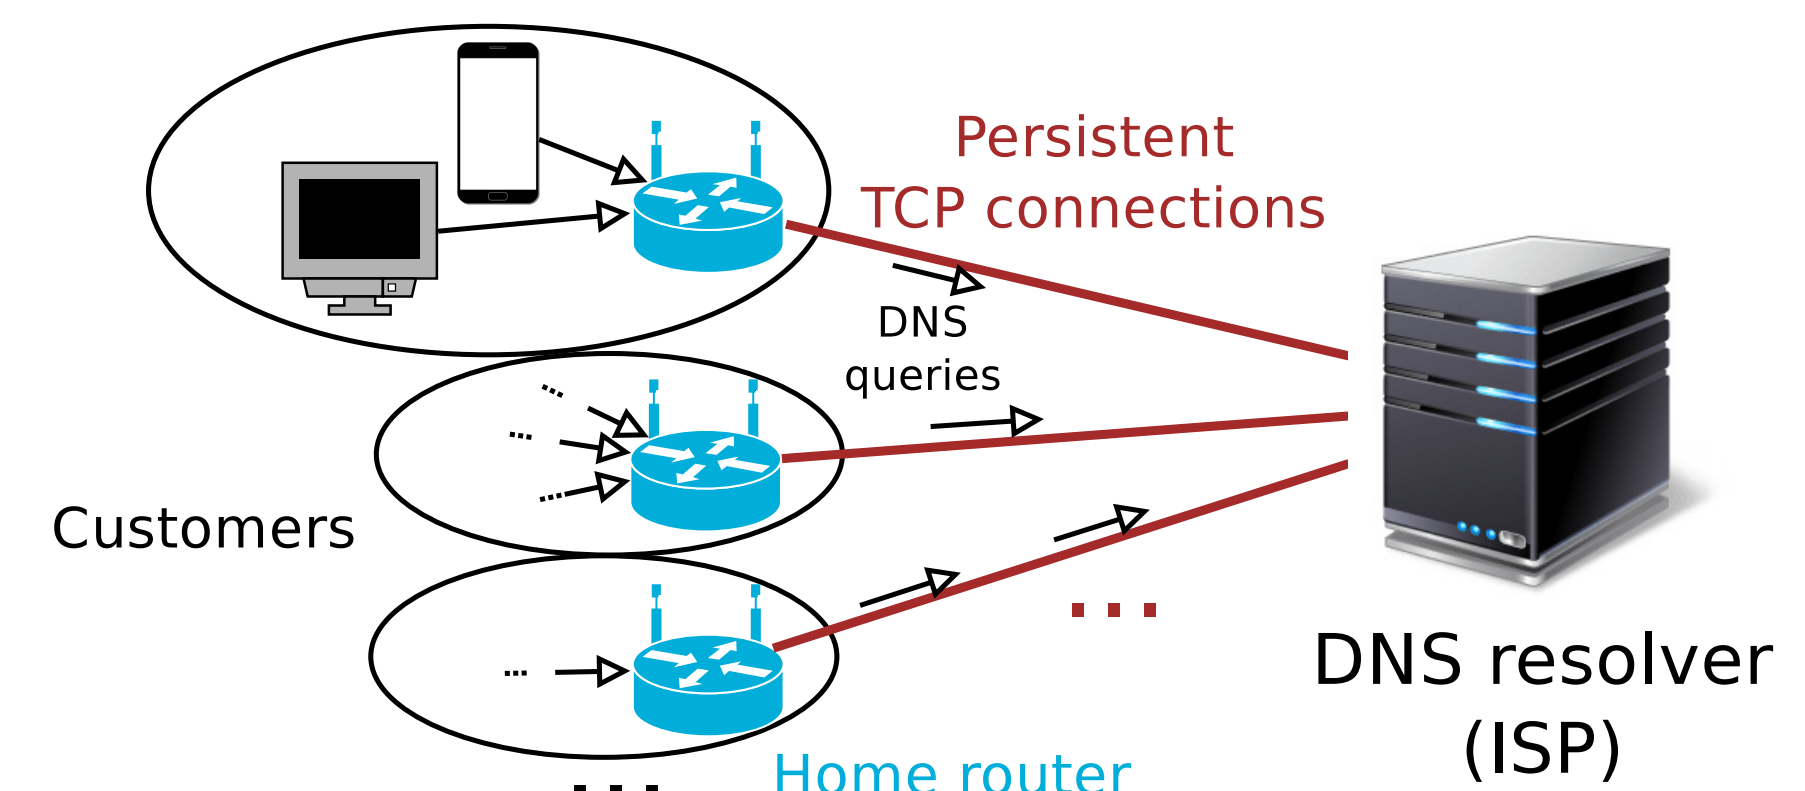 Persistent
TCP connections
DNS
queries
Customers
DNS resolver
(ISP)
Home router